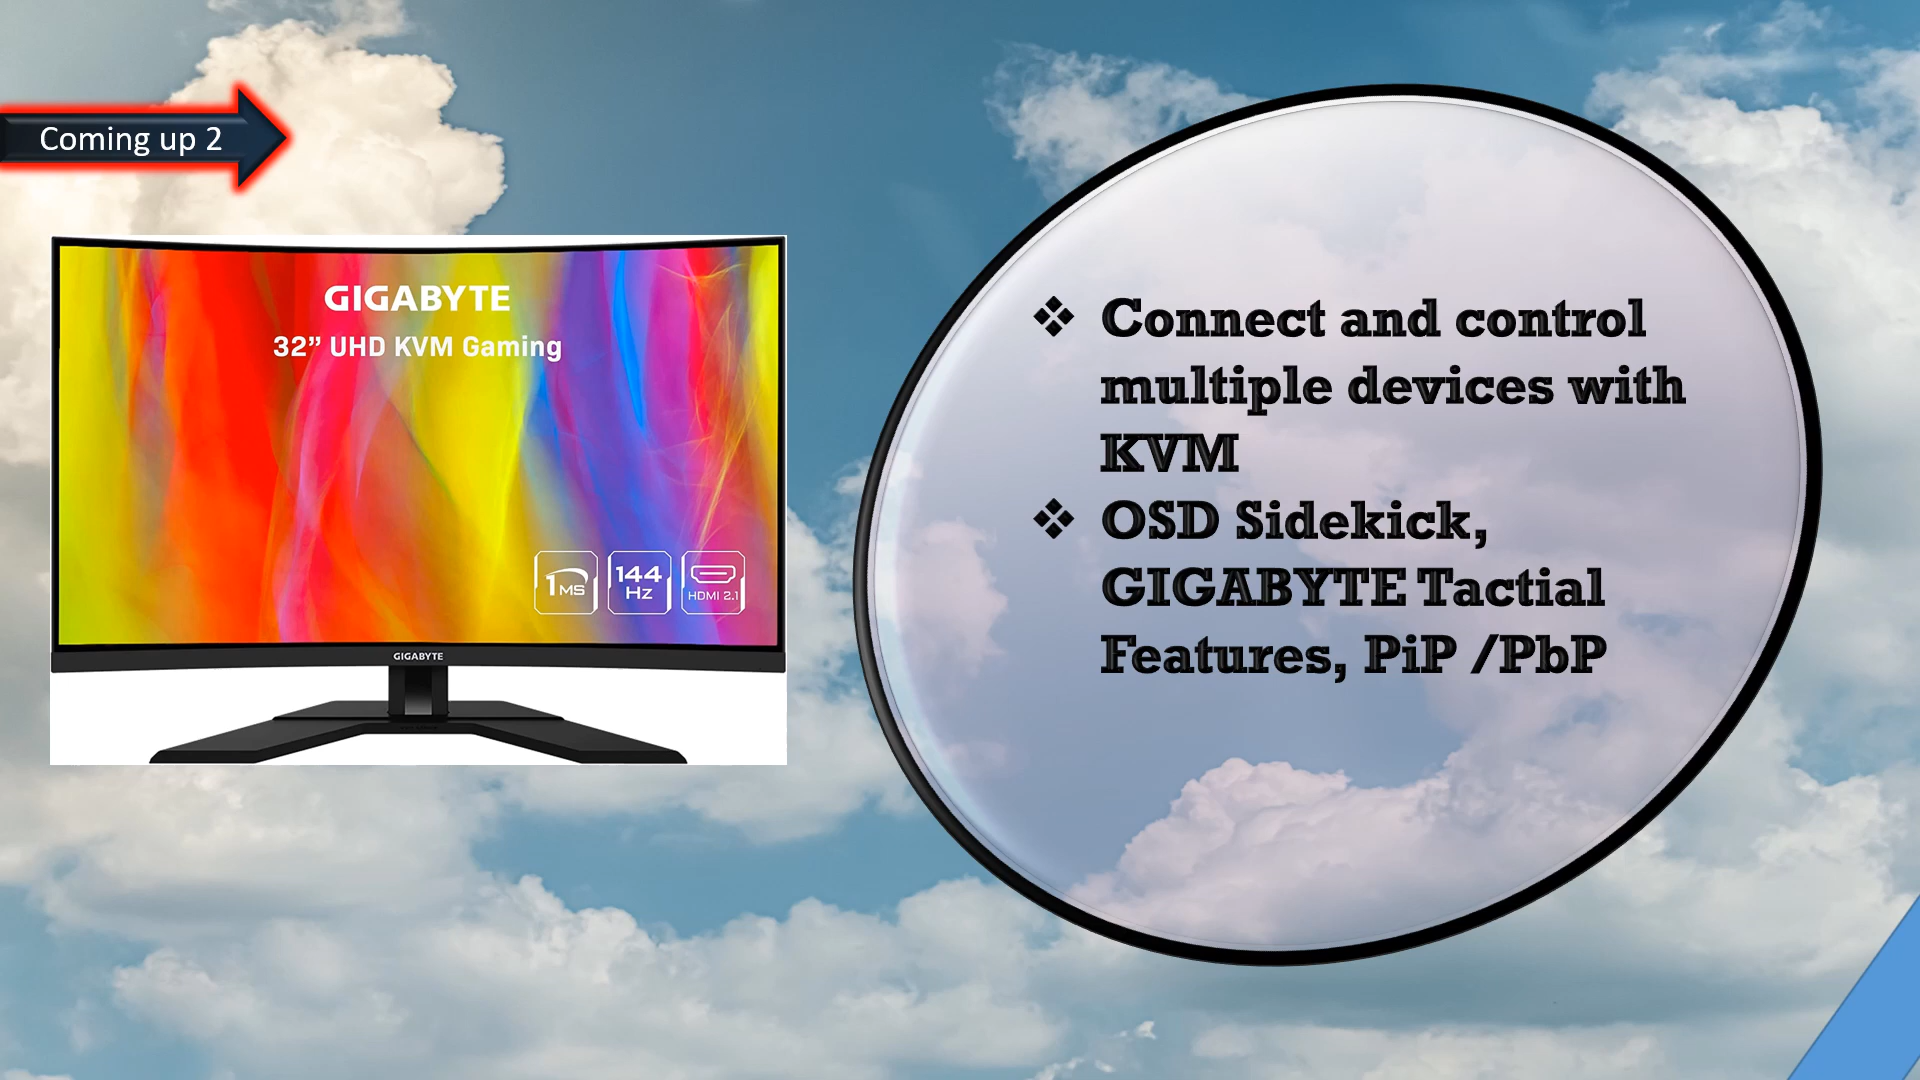 Coming up 2
GIGABYTE
32” UHD KVM Gaming
1MS
144
Hz
HDMI 2.1
GIGABYTE
❖ Connect and control
multiple devices with
KVM
❖ OSD Sidekick,
GIGABYTE Tactial
Features, PiP /PbP